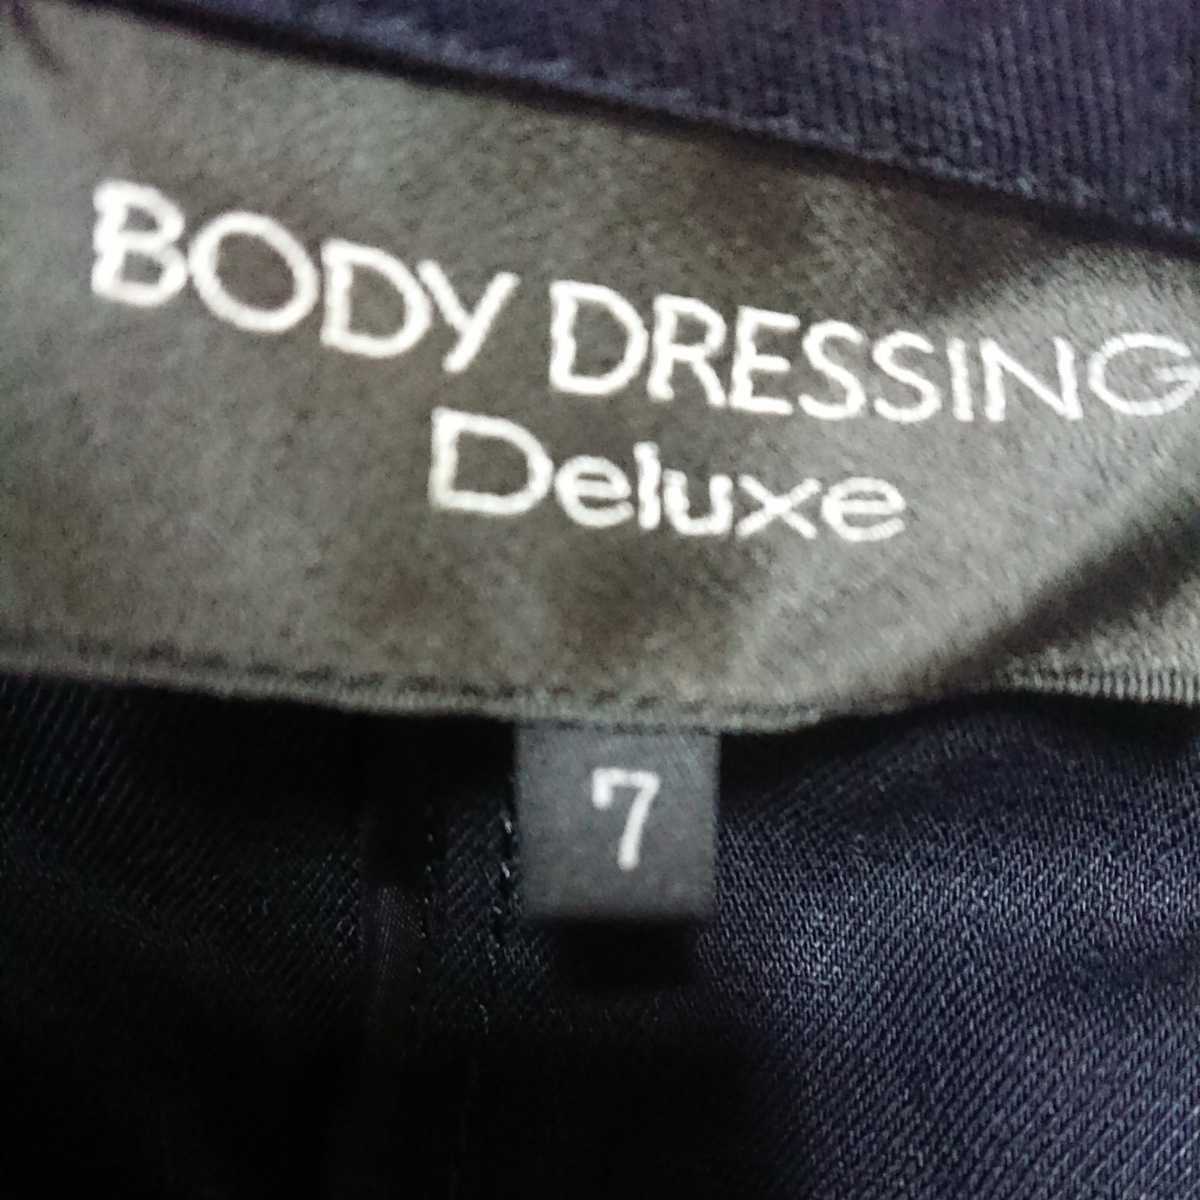 BODY DRESSING
Deluxe
7